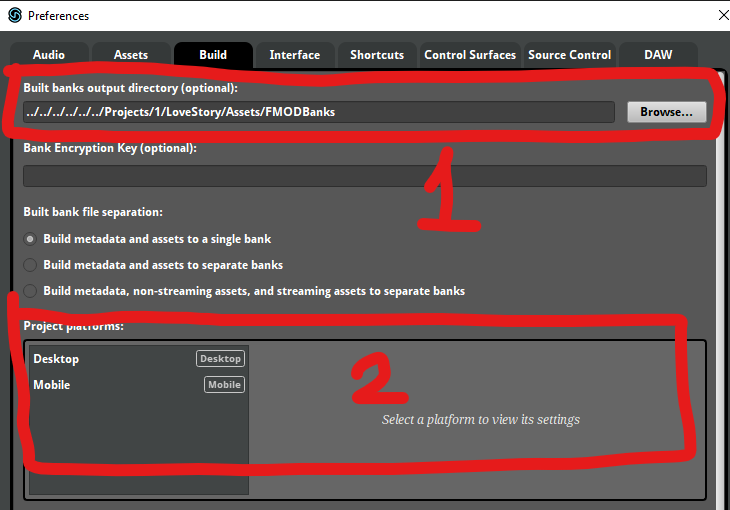 Preferences
Audio Assets Build Interface Shortcuts Control Surfaces Source Control DAW
Built banks output directory (optional):
../../../../../../Projects/1/LoveStory/Assets/FMODBanks Browse...
Bank Encryption Key (optional):
1
Built bank file separation:
Build metadata and assets to a single bank
Build metadata and assets to separate banks
Build metadata, non-streaming assets, and streaming assets to separate banks
Project platforms:
Desktop Desktop
Mobile Mobile
2
Select a platform to view its settings